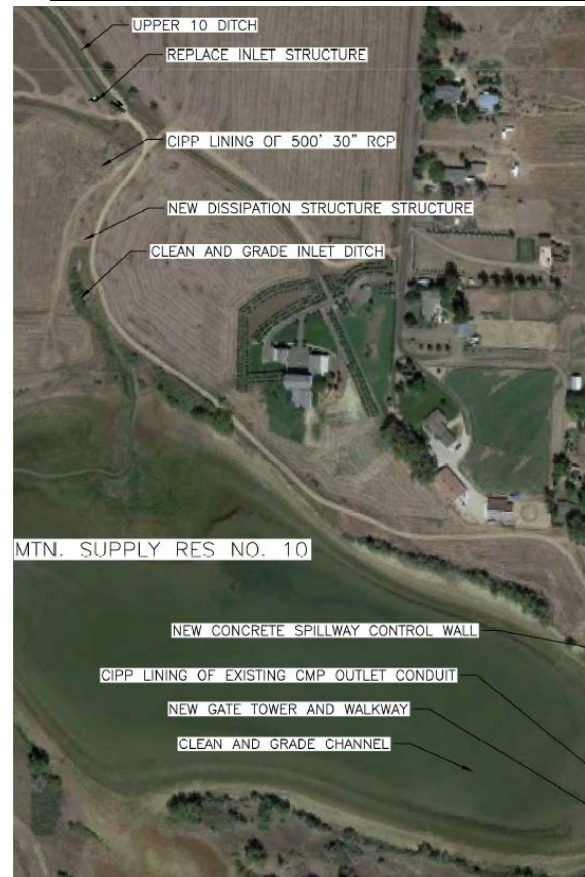 UPPER 10 DITCH
REPLACE INLET STRUCTURE
CIPP LINING OF 500' 30" RCP
NEW DISSIPATION STRUCTURE STRUCTURE
CLEAN AND GRADE INLET DITCH
MTN. SUPPLY RES NO. 10
NEW CONCRETE SPILLWAY CONTROL WALL
CIPP LINING OF EXISTING CMP OUTLET CONDUIT
NEW GATE TOWER AND WALKWAY
CLEAN AND GRADE CHANNEL